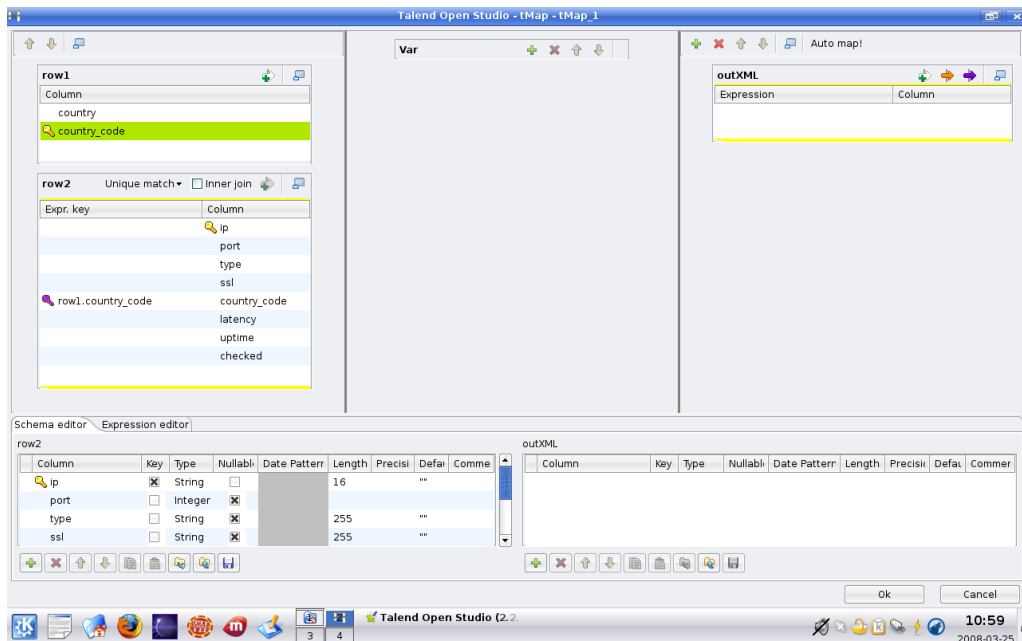 Talend Open Studio - tMap - tMap_1
Var
Auto map!
row1
Column
country
country_code
row2 Unique match Inner join
Expr. key Column
ip
port
type
ssl
row1.country_code country_code
latency
uptime
checked
outXML
Expression Column
Schema editor Expression editor
row2
Column Key Type Nullabl Date Patterr Length Precisi Defau Comme
ip String 16 ""
port Integer
type String 255 ""
ssl String 255 ""
outXML
Column Key Type Nullabl Date Patterr Length Precisi Defau Commer
Ok Cancel
3 4
Talend Open Studio (2.2
10:59
2008-03-25